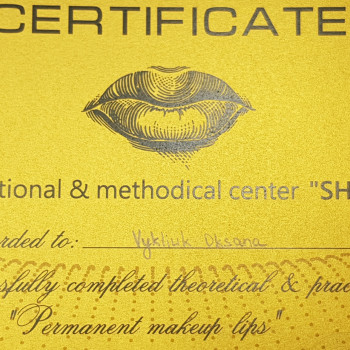 CERTIFICATE
tional & methodical center "SH
rded to: Vykliuk Oksana
sfully completed theoretical & prac
"Permanent makeup lips"